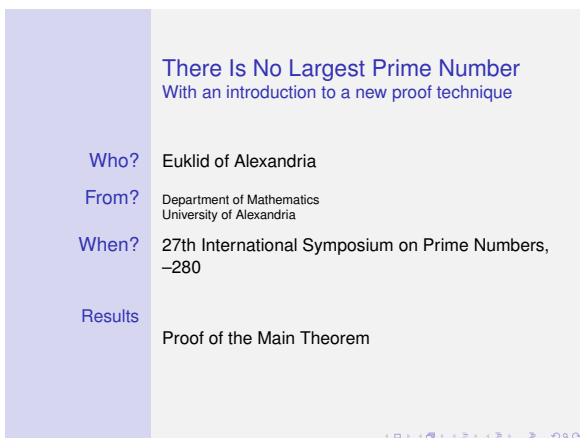 There Is No Largest Prime Number
With an introduction to a new proof technique
Who? Euklid of Alexandria
From? Department of Mathematics
University of Alexandria
When? 27th International Symposium on Prime Numbers,
–280
Results
Proof of the Main Theorem